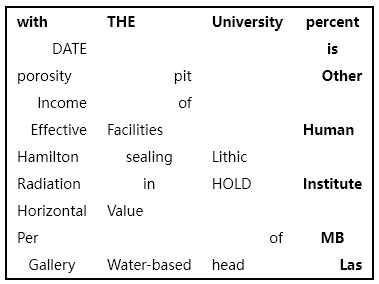 with THE University percent
DATE is
porosity pit Other
Income of
Effective Facilities Human
Hamilton sealing Lithic
Radiation in HOLD Institute
Horizontal Value
Per of MB
Gallery Water-based head Las